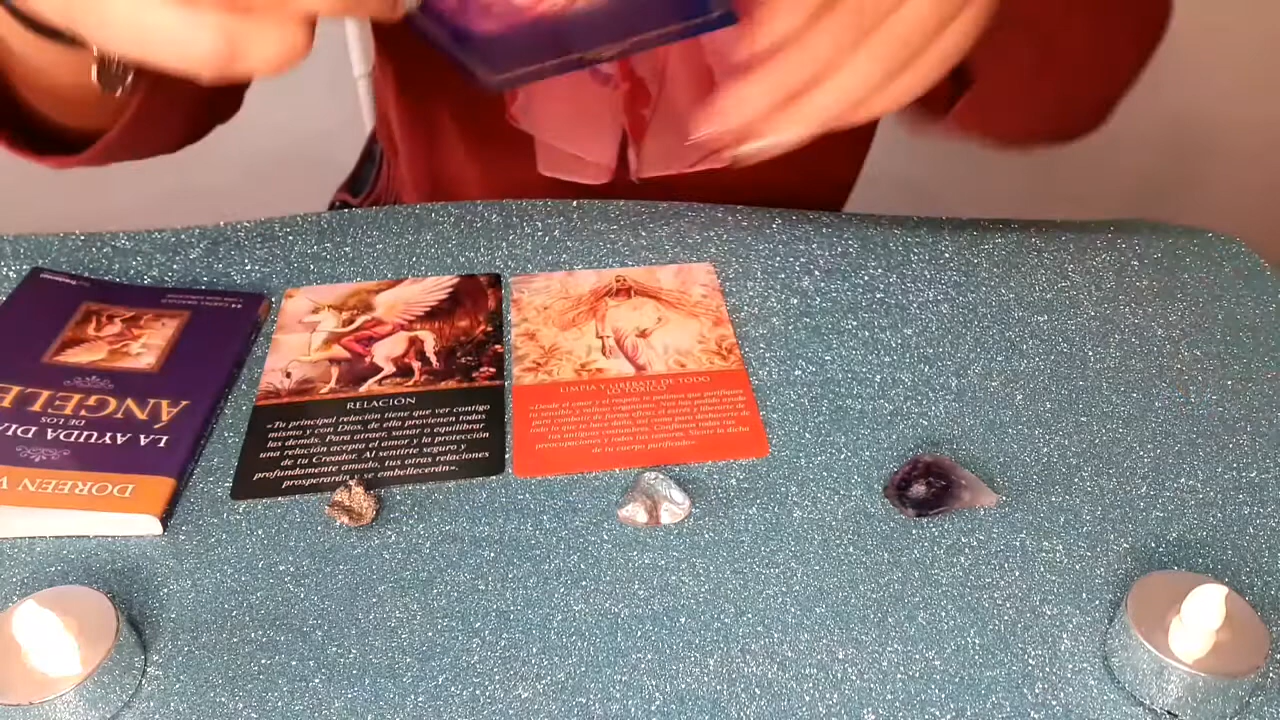 44 CARTAS ORÁCULO
ÁNGELE
DE LOS
LA AYUDA DIA
DOREEN V
RELACIÓN
«Tu principal relación tiene que ver contigo
mismo y con Dios, de ella provienen todas
las demás. Para atraer, sanar o equilibrar
una relación acepta el amor y la protección
de tu Creador. Al sentirte seguro y
profundamente amado, tus otras relaciones
prosperarán y se embellecerán».
LIMPIA Y LIBÉRATE DE TODO
LO TÓXICO
«Desde el amor y el respeto te pedimos que purifiques
tu sensible y valioso organismo. Nos has pedido ayuda
para combatir de forma eficaz el estrés y liberarte de
todo lo que te hace daño, así como para deshacerte de
tus antiguas costumbres. Confíanos todas tus
preocupaciones y todos tus temores. Siente la dicha
de tu cuerpo purificado».